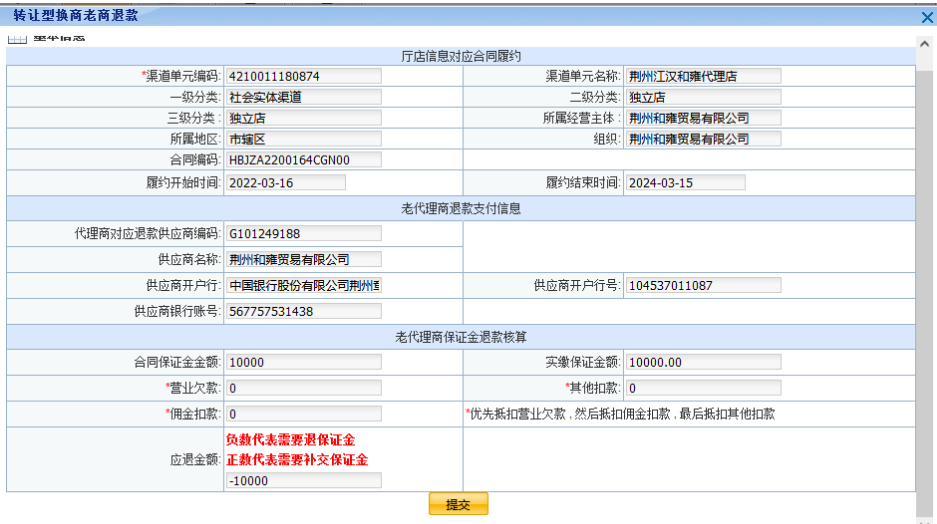 转让型换商老商退款
基本信息
厅店信息对应合同履约
*渠道单元编码: 4210011180874 渠道单元名称: 荆州江汉和雍代理店
一级分类: 社会实体渠道 二级分类: 独立店
三级分类: 独立店 所属经营主体: 荆州和雍贸易有限公司
所属地区: 市辖区 组织: 荆州和雍贸易有限公司
合同编码: HBJZA2200164CGN00
履约开始时间: 2022-03-16 履约结束时间: 2024-03-15
老代理商退款支付信息
代理商对应退款供应商编码: G101249188
供应商名称: 荆州和雍贸易有限公司
供应商开户行: 中国银行股份有限公司荆州 供应商开户行号: 104537011087
供应商银行账号: 567757531438
老代理商保证金退款核算
合同保证金金额: 10000 实缴保证金额: 10000.00
*营业欠款: 0 *其他扣款: 0
*佣金扣款: 0 *优先抵扣营业欠款,然后抵扣佣金扣款,最后抵扣其他扣款
负数代表需要退保证金
应退金额: 正数代表需要补交保证金
-10000
提交